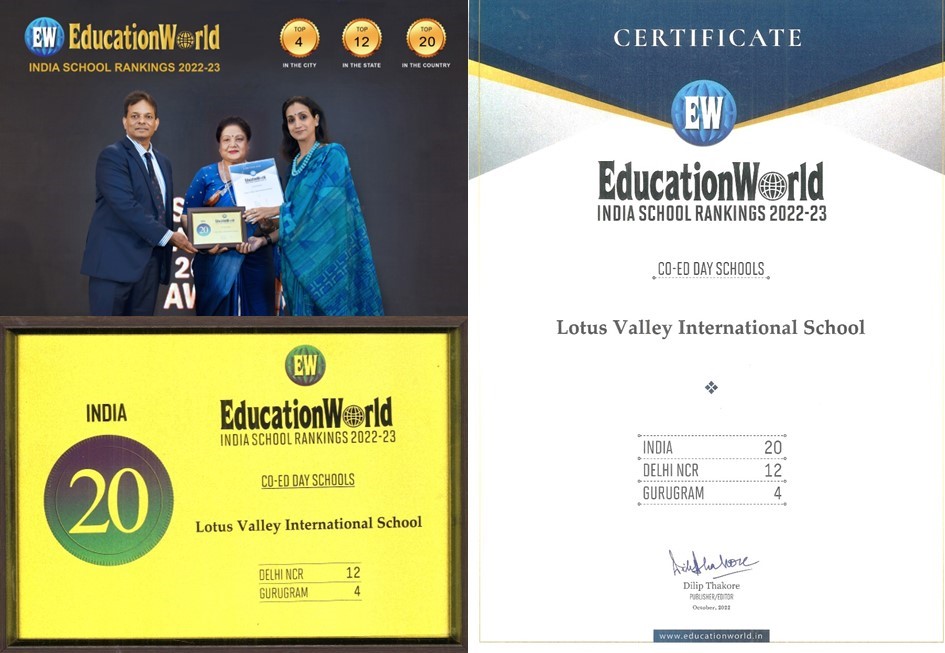 EW EducationWorld
INDIA SCHOOL RANKINGS 2022-23
TOP
4
IN THE CITY
TOP
12
IN THE STATE
TOP
20
IN THE COUNTRY
20
INDIA
20
EW
EducationWorld
INDIA SCHOOL RANKINGS 2022-23
CO-ED DAY SCHOOLS
Lotus Valley International School
DELHI NCR 12
GURUGRAM 4
CERTIFICATE
EW
EducationWorld
INDIA SCHOOL RANKINGS 2022-23
CO-ED DAY SCHOOLS
Lotus Valley International School
INDIA 20
DELHI NCR 12
GURUGRAM 4
Dilip Thakore
Dilip Thakore
PUBLISHER/EDITOR
October, 2022
www.educationworld.in